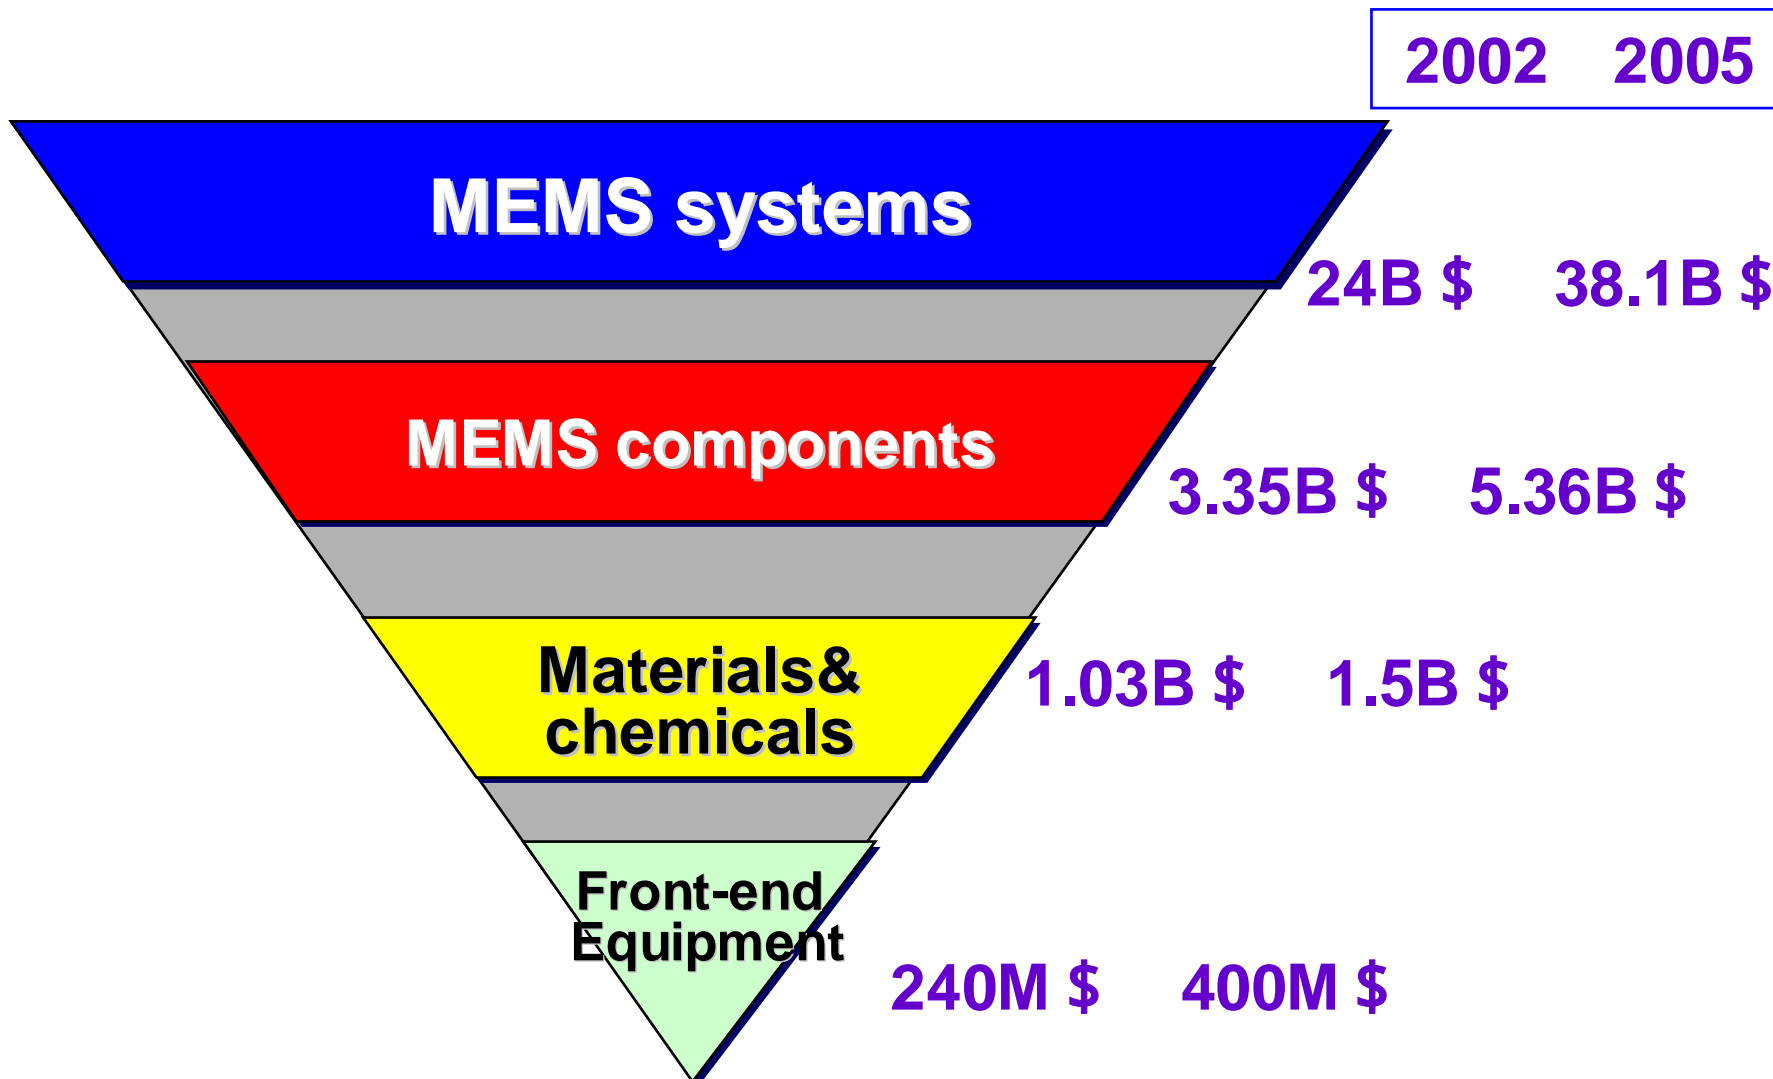 2002 2005
MEMS systems
24B $ 38.1B $
MEMS components
3.35B $ 5.36B $
Materials&
chemicals
1.03B $ 1.5B $
Front-end
Equipment
240M $ 400M $